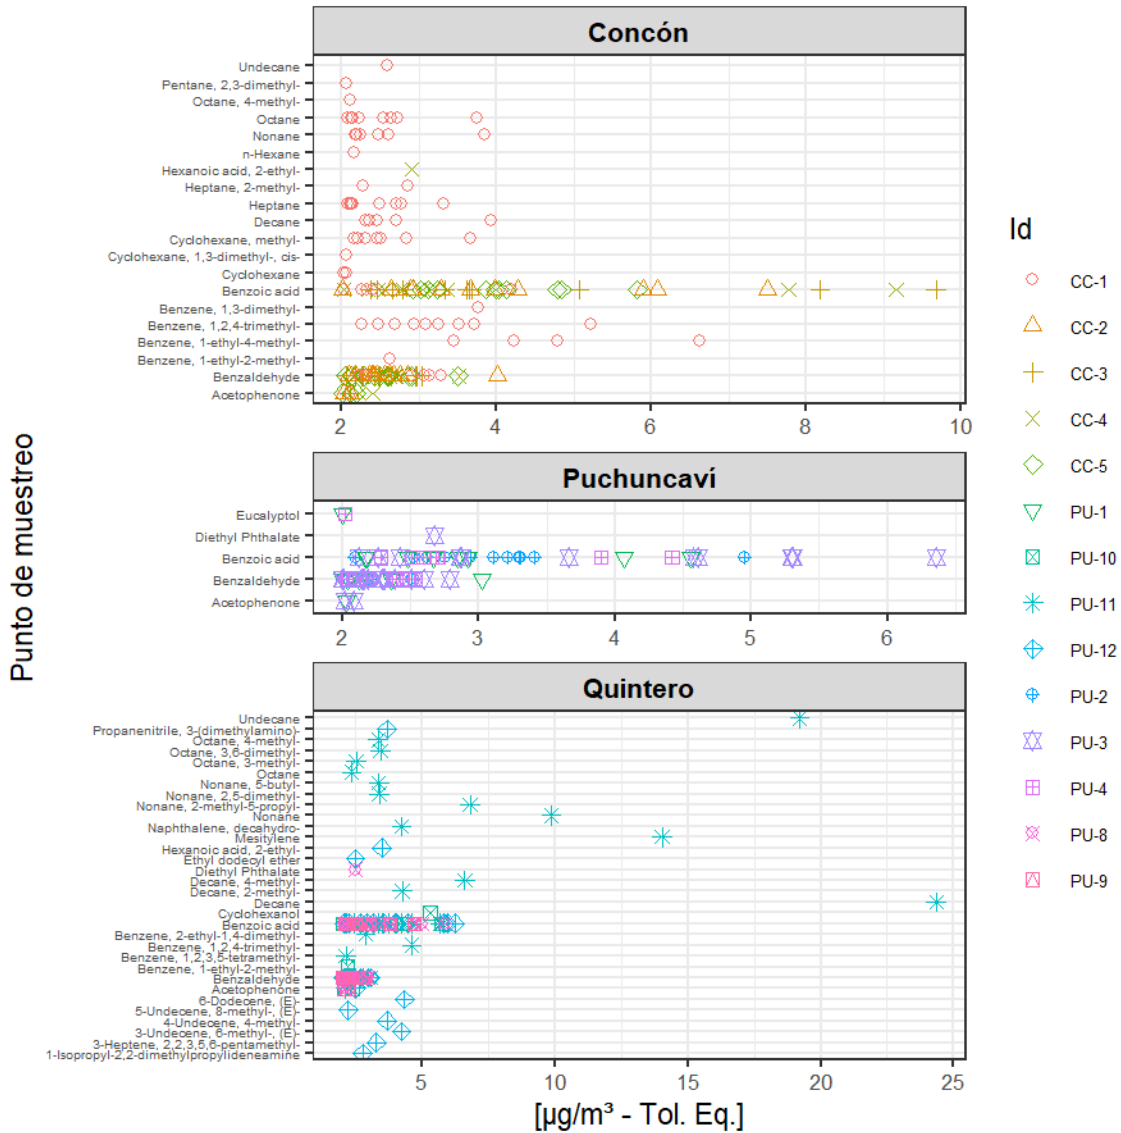 Concón
Undecane
Pentane, 2,3-dimethyl-
Octane, 4-methyl-
Octane
Nonane
n-Hexane
Hexanoic acid, 2-ethyl-
Heptane, 2-methyl-
Heptane
Decane
Cyclohexane, methyl-
Cyclohexane, 1,3-dimethyl-, cis-
Cyclohexane
Benzoic acid
Benzene, 1,3-dimethyl-
Benzene, 1,2,4-trimethyl-
Benzene, 1-ethyl-4-methyl-
Benzene, 1-ethyl-2-methyl-
Benzaldehyde
Acetophenone
2 4 6 8 10
Punto de muestreo
Puchuncaví
Eucalyptol
Diethyl Phthalate
Benzoic acid
Benzaldehyde
Acetophenone
2 3 4 5 6
Quintero
Undecane
Propanenitrile, 3-(dimethylamino)-
Octane, 4-methyl-
Octane, 3,6-dimethyl-
Octane, 3-methyl-
Octane
Nonane, 5-butyl-
Nonane, 2,5-dimethyl-
Nonane, 2-methyl-5-propyl-
Nonane
Naphthalene, decahydro-
Mesitylene
Hexanoic acid, 2-ethyl-
Ethyl dodecyl ether
Diethyl Phthalate
Decane, 4-methyl-
Decane, 2-methyl-
Decane
Cyclohexanol
Benzoic acid
Benzene, 2-ethyl-1,4-dimethyl-
Benzene, 1,2,4-trimethyl-
Benzene, 1,2,3,5-tetramethyl-
Benzene, 1-ethyl-2-methyl-
Benzaldehyde
Acetophenone
6-Dodecene, (E)-
5-Undecene, 8-methyl-, (E)-
4-Undecene, 4-methyl-
3-Undecene, 6-methyl-, (E)-
3-Heptene, 2,2,3,5,6-pentamethyl-
1-Isopropyl-2,2-dimethylpropylideneamine
5 10 15 20 25
[µg/m³ - Tol. Eq.]
Id
CC-1
CC-2
CC-3
CC-4
CC-5
PU-1
PU-10
PU-11
PU-12
PU-2
PU-3
PU-4
PU-8
PU-9